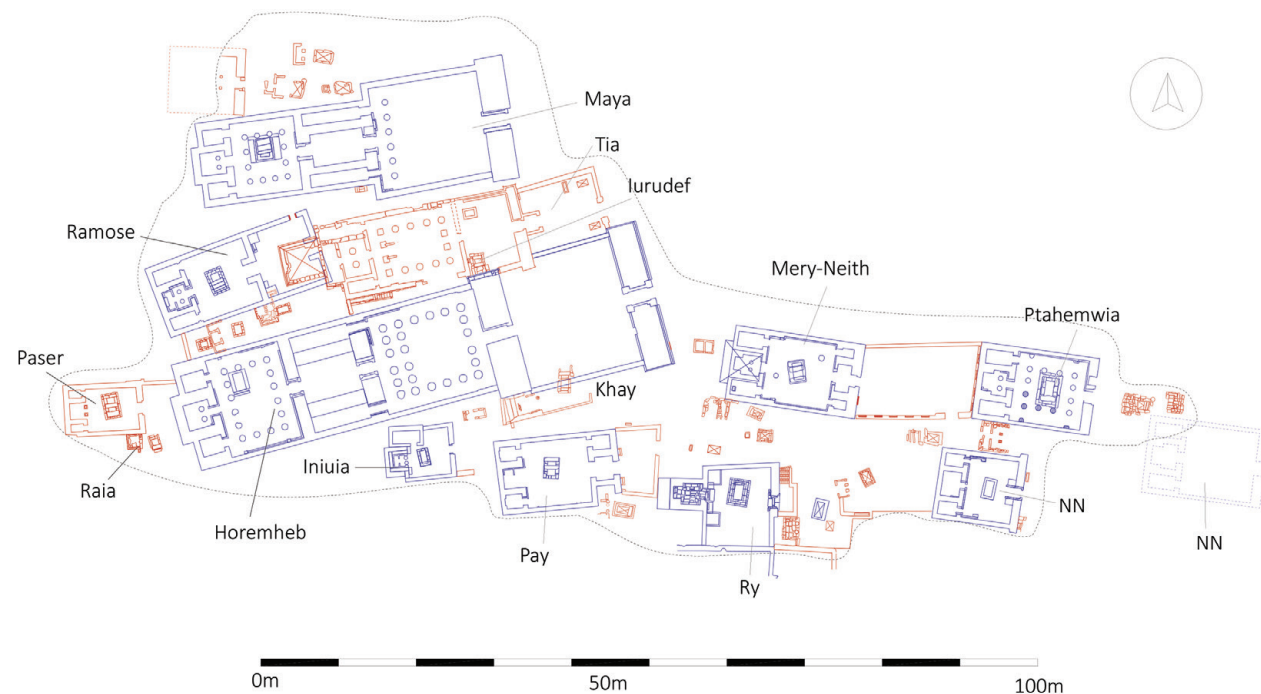 Maya
Tia
Iurudef
Ramose
Mery-Neith
Ptahemwia
Paser
Khay
Raia
Iniuia
Horemheb
Pay
Ry
NN
NN
0m
50m
100m